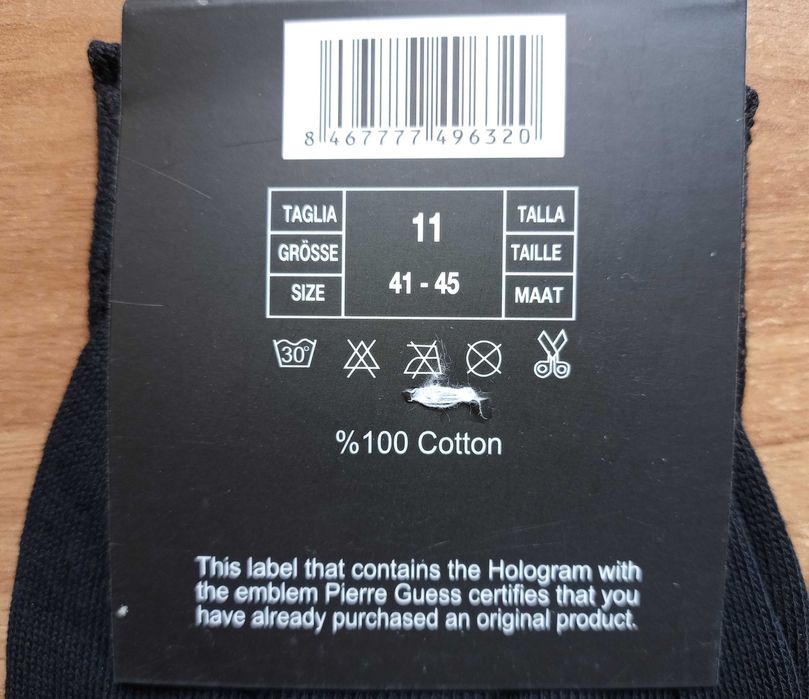 8 467777 496320
TAGLIA
GRÖSSE
SIZE
11
41 - 45
TALLA
TAILLE
MAAT
30°
%100 Cotton
This label that contains the Hologram with
the emblem Pierre Guess certifies that you
have already purchased an original product.